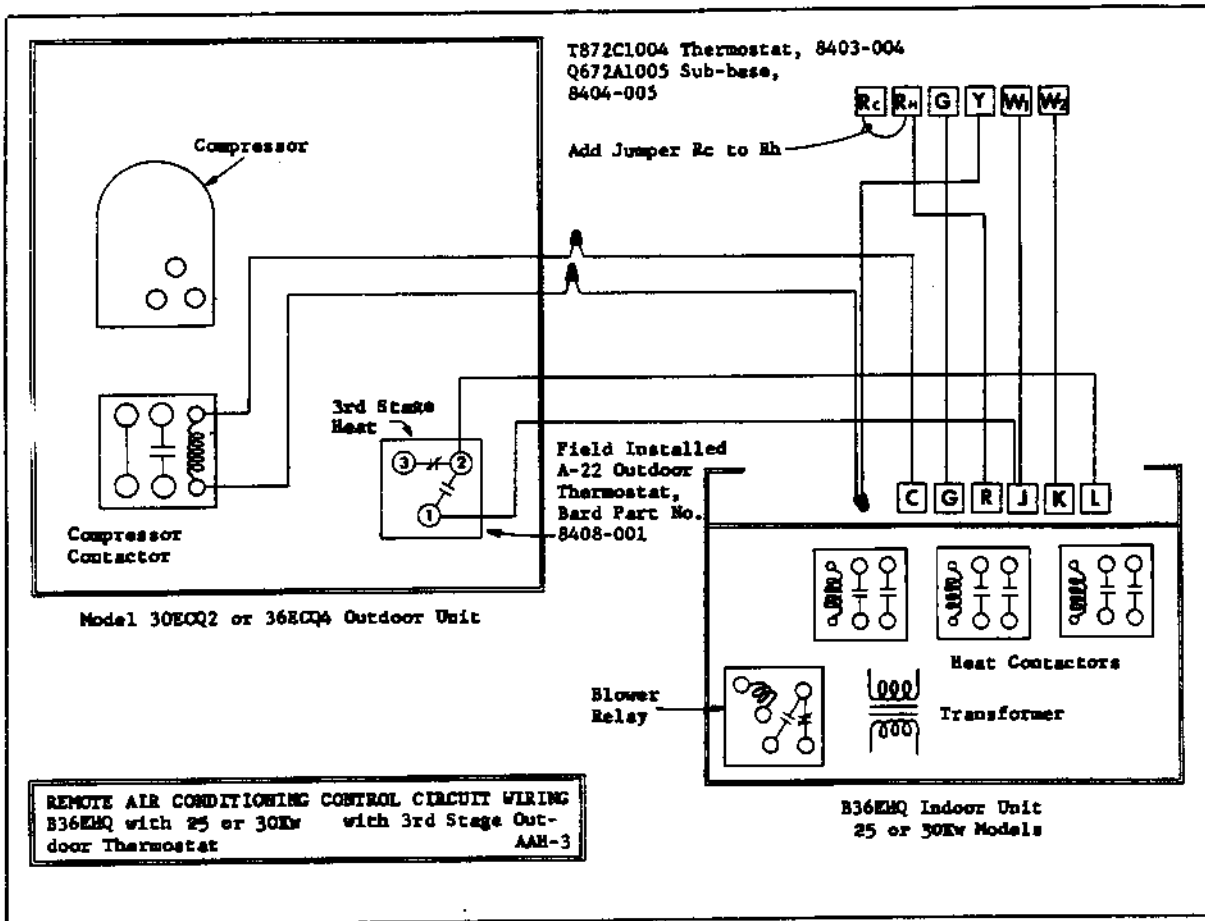 T872C1004 Thermostat, 8403-004
Q672A1005 Sub-base,
8404-005
RC RH G Y W1 W2
Add Jumper Rc to Rh
Compressor
3rd Stage
Heat
3 2
1
Field Installed
A-22 Outdoor
Thermostat,
Bard Part No.
8408-001
C G R J K L
Compressor
Contactor
Model 30ECQ2 or 36ECQ4 Outdoor Unit
Heat Contactors
Blower
Relay
Transformer
B36EHQ Indoor Unit
25 or 30Kw Models
REMOTE AIR CONDITIONING CONTROL CIRCUIT WIRING
B36EHQ with 25 or 30Kw with 3rd Stage Out-
door Thermostat AAH-3